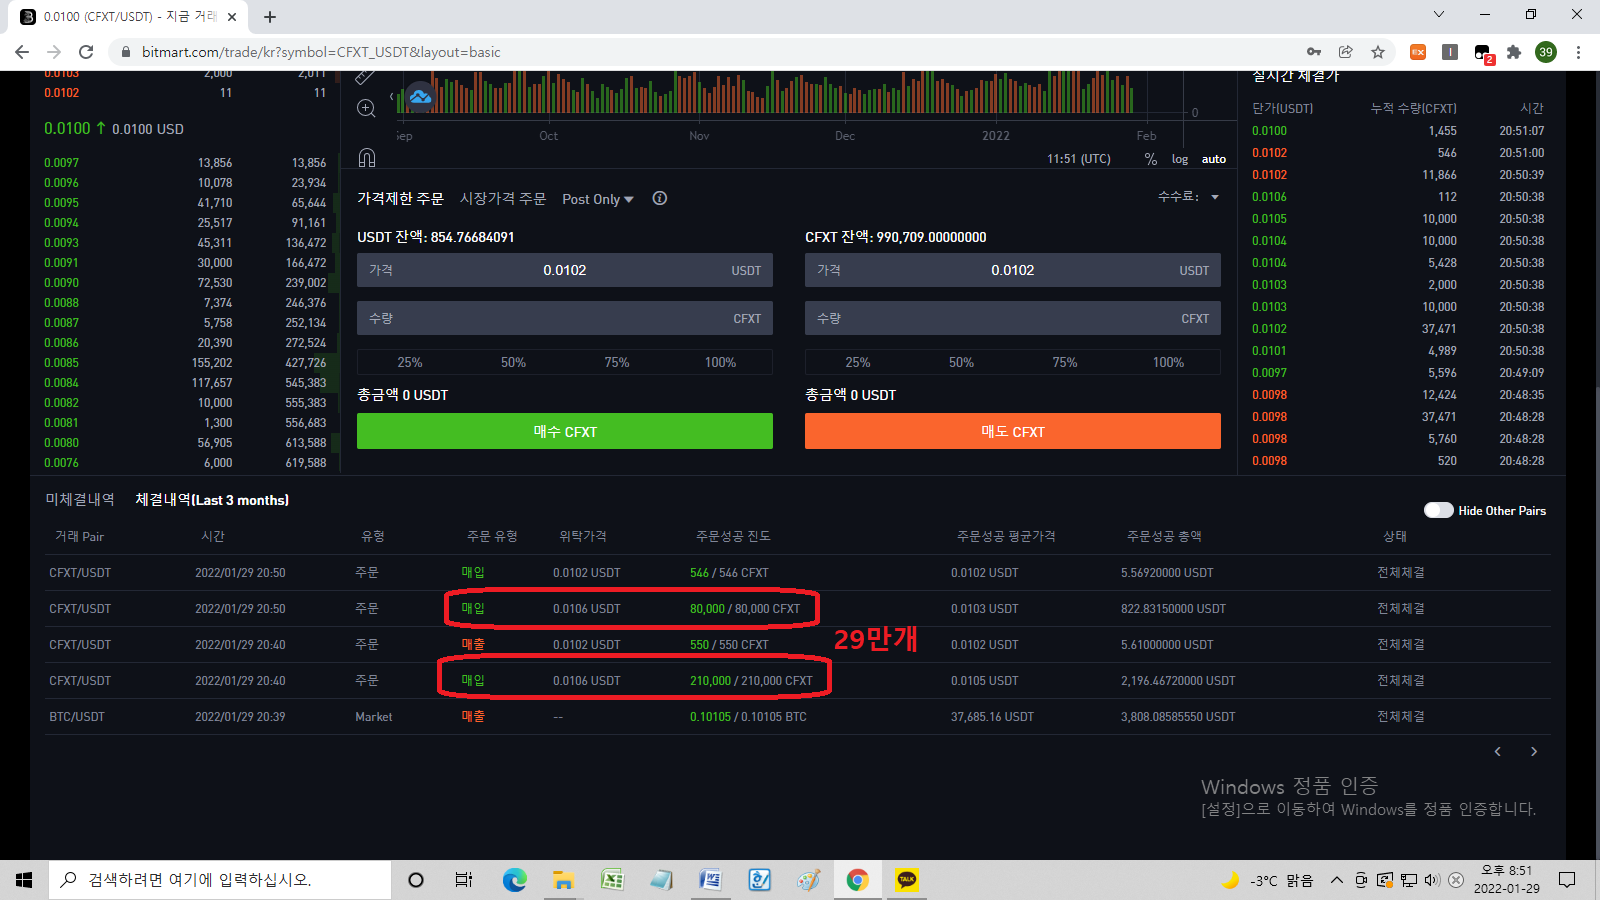 0.0100 (CFXT/USDT) - 지금 거래
bitmart.com/trade/kr?symbol=CFXT_USDT&layout=basic
EX
2
39
0.0103 2,000 2,011
0.0102 11 11
0.0100 ↑ 0.0100 USD
0.0097 13,856 13,856
0.0096 10,078 23,934
0.0095 41,710 65,644
0.0094 25,517 91,161
0.0093 45,311 136,472
0.0091 30,000 166,472
0.0090 72,530 239,002
0.0088 7,374 246,376
0.0087 5,758 252,134
0.0086 20,390 272,524
0.0085 155,202 427,726
0.0084 117,657 545,383
0.0082 10,000 555,383
0.0081 1,300 556,683
0.0080 56,905 613,588
0.0076 6,000 619,588
0
Sep Oct Nov Dec 2022 Feb
11:51 (UTC) % log auto
가격제한 주문 시장가격 주문 Post Only 수수료:
USDT 잔액: 854.76684091
가격 0.0102 USDT
수량 CFXT
25% 50% 75% 100%
총금액 0 USDT
매수 CFXT
CFXT 잔액: 990,709.00000000
가격 0.0102 USDT
수량 CFXT
25% 50% 75% 100%
총금액 0 USDT
매도 CFXT
실시간 체결가
단가(USDT) 누적 수량(CFXT) 시간
0.0100 1,455 20:51:07
0.0102 546 20:51:00
0.0102 11,866 20:50:39
0.0106 112 20:50:38
0.0105 10,000 20:50:38
0.0104 10,000 20:50:38
0.0104 5,428 20:50:38
0.0103 2,000 20:50:38
0.0103 10,000 20:50:38
0.0102 37,471 20:50:38
0.0101 4,989 20:50:38
0.0097 5,596 20:49:09
0.0098 12,424 20:48:35
0.0098 37,471 20:48:28
0.0098 5,760 20:48:28
0.0098 520 20:48:28
미체결내역 체결내역(Last 3 months)
Hide Other Pairs
거래 Pair 시간 유형 주문 유형 위탁가격 주문성공 진도 주문성공 평균가격 주문성공 총액 상태
CFXT/USDT 2022/01/29 20:50 주문 매입 0.0102 USDT 546 / 546 CFXT 0.0102 USDT 5.56920000 USDT 전체체결
CFXT/USDT 2022/01/29 20:50 주문 매입 0.0106 USDT 80,000 / 80,000 CFXT 0.0103 USDT 822.83150000 USDT 전체체결
CFXT/USDT 2022/01/29 20:40 주문 매출 0.0102 USDT 550 / 550 CFXT 0.0102 USDT 5.61000000 USDT 전체체결
29만개
CFXT/USDT 2022/01/29 20:40 주문 매입 0.0106 USDT 210,000 / 210,000 CFXT 0.0105 USDT 2,196.46720000 USDT 전체체결
BTC/USDT 2022/01/29 20:39 Market 매출 -- 0.10105 / 0.10105 BTC 37,685.16 USDT 3,808.08585550 USDT 전체체결
Windows 정품 인증
[설정]으로 이동하여 Windows를 정품 인증합니다.
검색하려면 여기에 입력하십시오.
TALK
-3°C 맑음
오후 8:51
2022-01-29